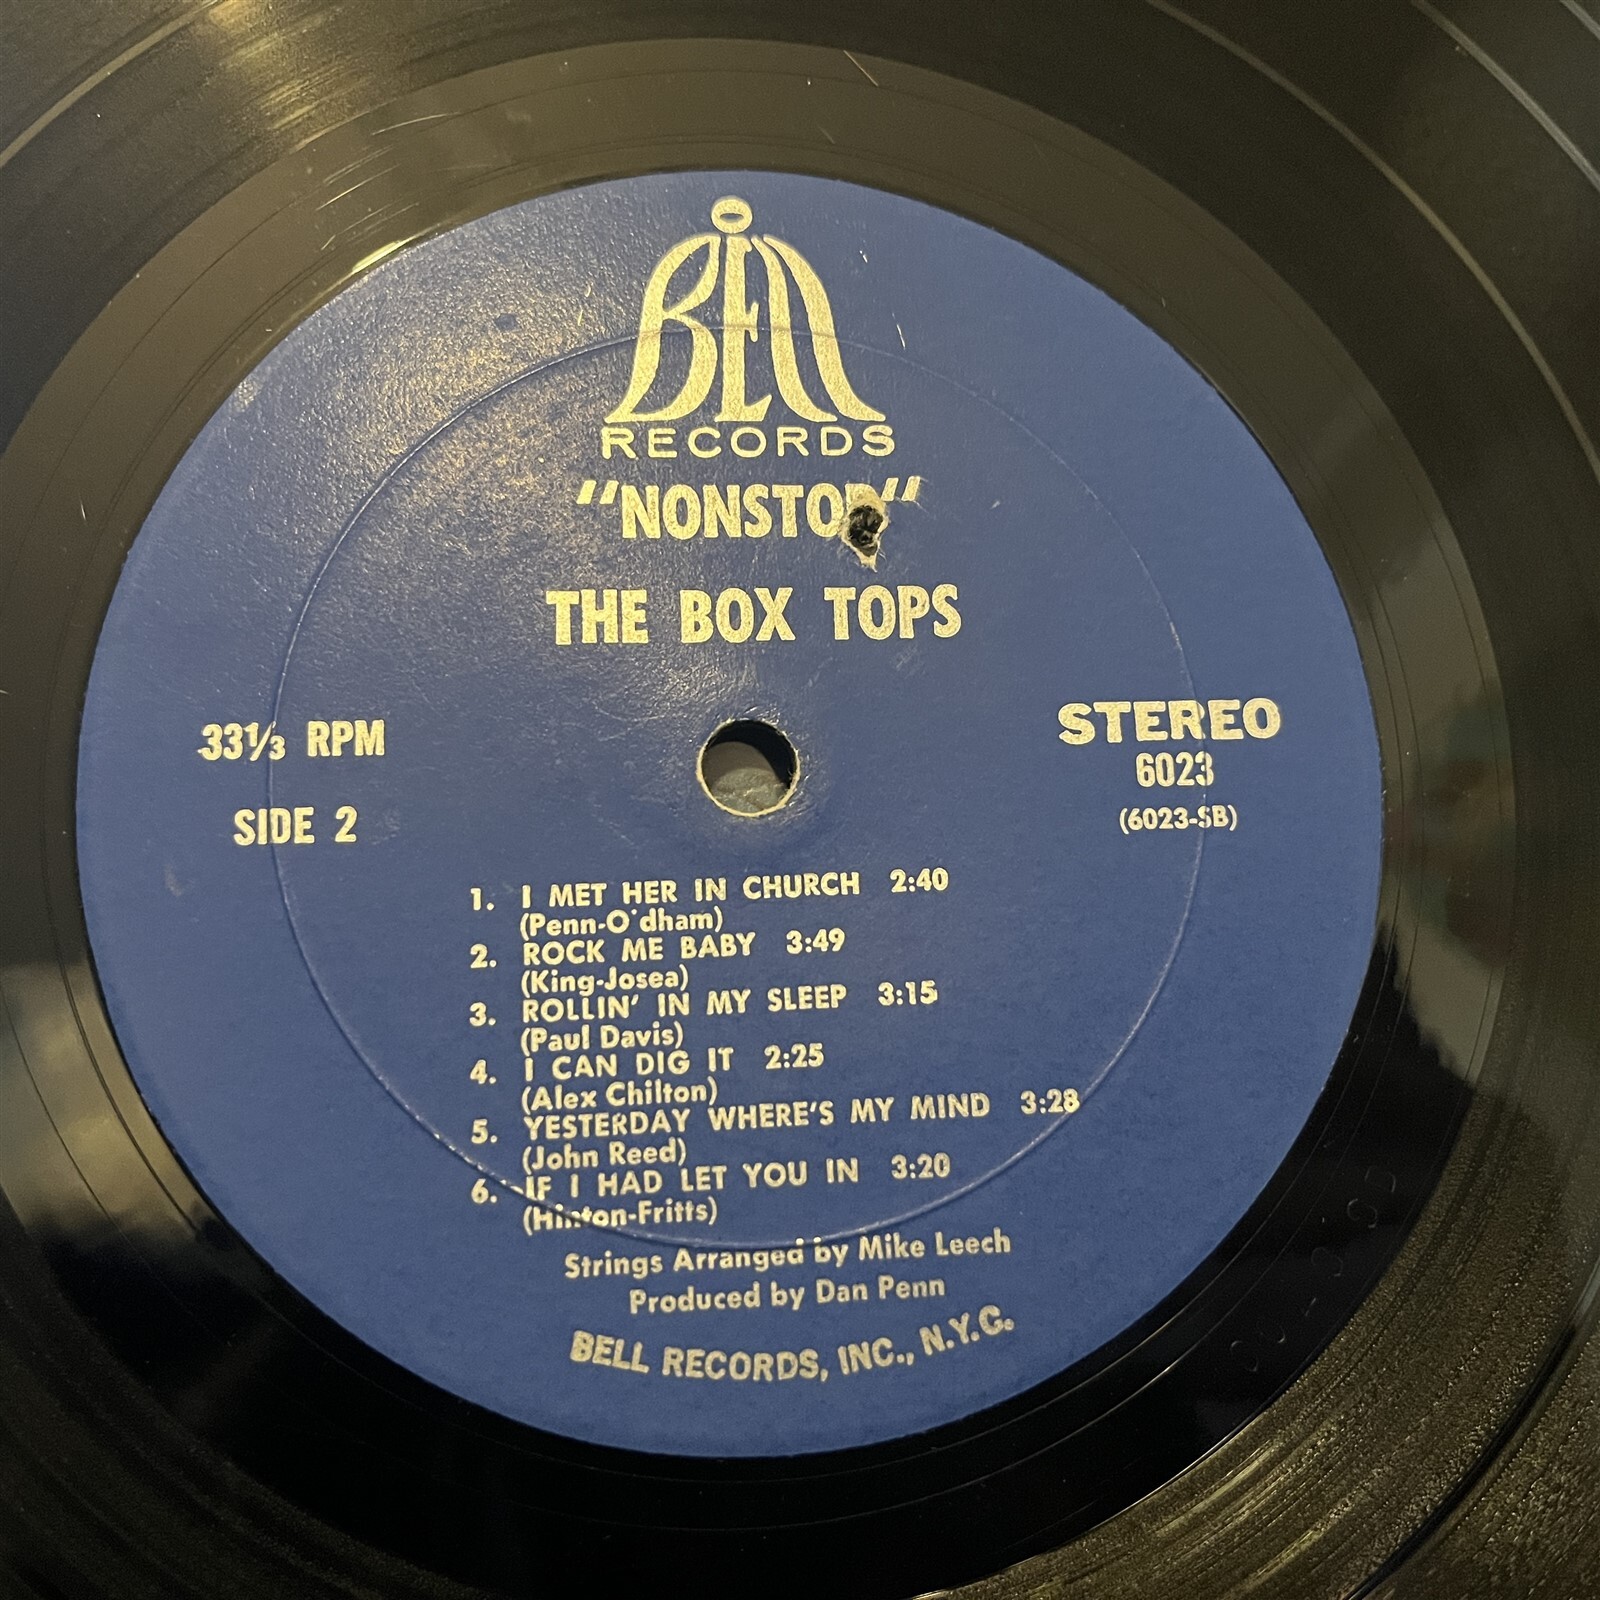 BELL
RECORDS
"NONSTOP"
THE BOX TOPS
33⅓ RPM
SIDE 2
STEREO
6023
(6023-SB)
1. I MET HER IN CHURCH 2:40
(Penn-O'dham)
2. ROCK ME BABY 3:49
(King-Josea)
3. ROLLIN' IN MY SLEEP 3:15
(Paul Davis)
4. I CAN DIG IT 2:25
(Alex Chilton)
5. YESTERDAY WHERE'S MY MIND 3:28
(John Reed)
6. IF I HAD LET YOU IN 3:20
(Hinton-Fritts)
Strings Arranged by Mike Leech
Produced by Dan Penn
BELL RECORDS, INC., N.Y.C.